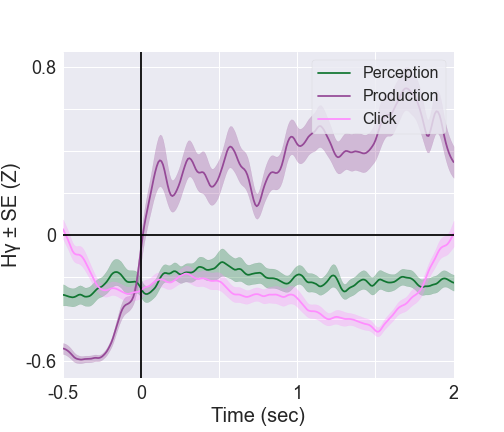 Perception
Production
Click
0.8
0
-0.6
Hγ ± SE (Z)
-0.5
0
1
2
Time (sec)